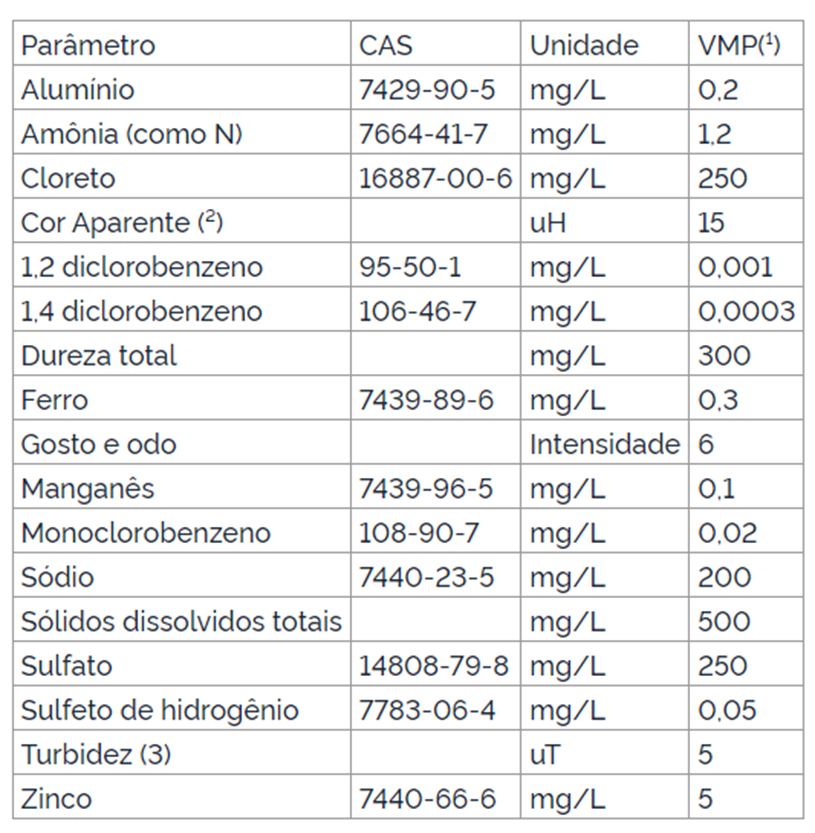 Parâmetro CAS Unidade VMP(¹)
Alumínio 7429-90-5 mg/L 0,2
Amônia (como N) 7664-41-7 mg/L 1,2
Cloreto 16887-00-6 mg/L 250
Cor Aparente (²) uH 15
1,2 diclorobenzeno 95-50-1 mg/L 0,001
1,4 diclorobenzeno 106-46-7 mg/L 0,0003
Dureza total mg/L 300
Ferro 7439-89-6 mg/L 0,3
Gosto e odo Intensidade 6
Manganês 7439-96-5 mg/L 0,1
Monoclorobenzeno 108-90-7 mg/L 0,02
Sódio 7440-23-5 mg/L 200
Sólidos dissolvidos totais mg/L 500
Sulfato 14808-79-8 mg/L 250
Sulfeto de hidrogênio 7783-06-4 mg/L 0,05
Turbidez (3) uT 5
Zinco 7440-66-6 mg/L 5